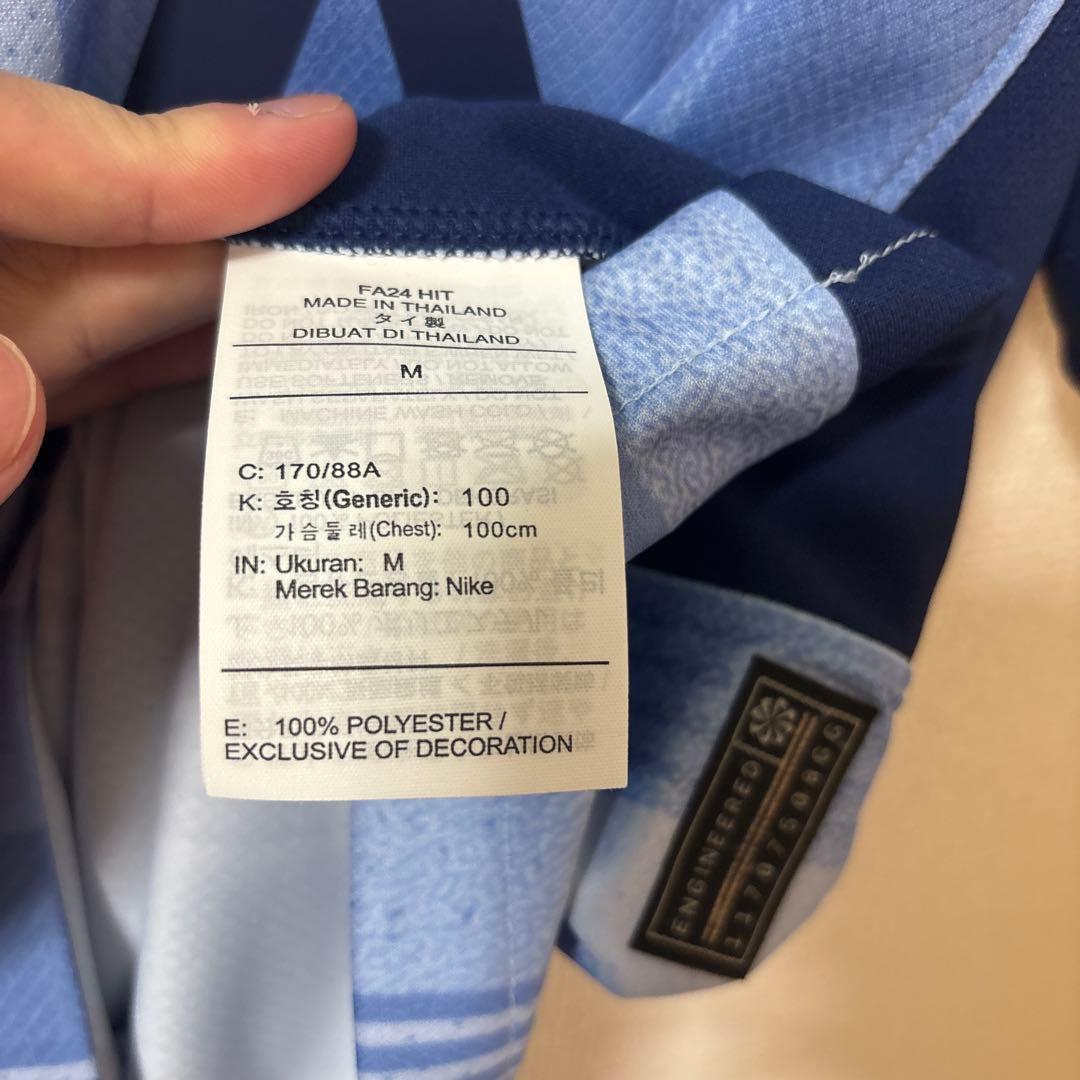 FA24 HIT
MADE IN THAILAND
タイ製
DIBUAT DI THAILAND
M
C: 170/88A
K: 호칭(Generic): 100
가슴둘레(Chest): 100cm
IN: Ukuran: M
Merek Barang: Nike
E: 100% POLYESTER /
EXCLUSIVE OF DECORATION
ENGINEERED